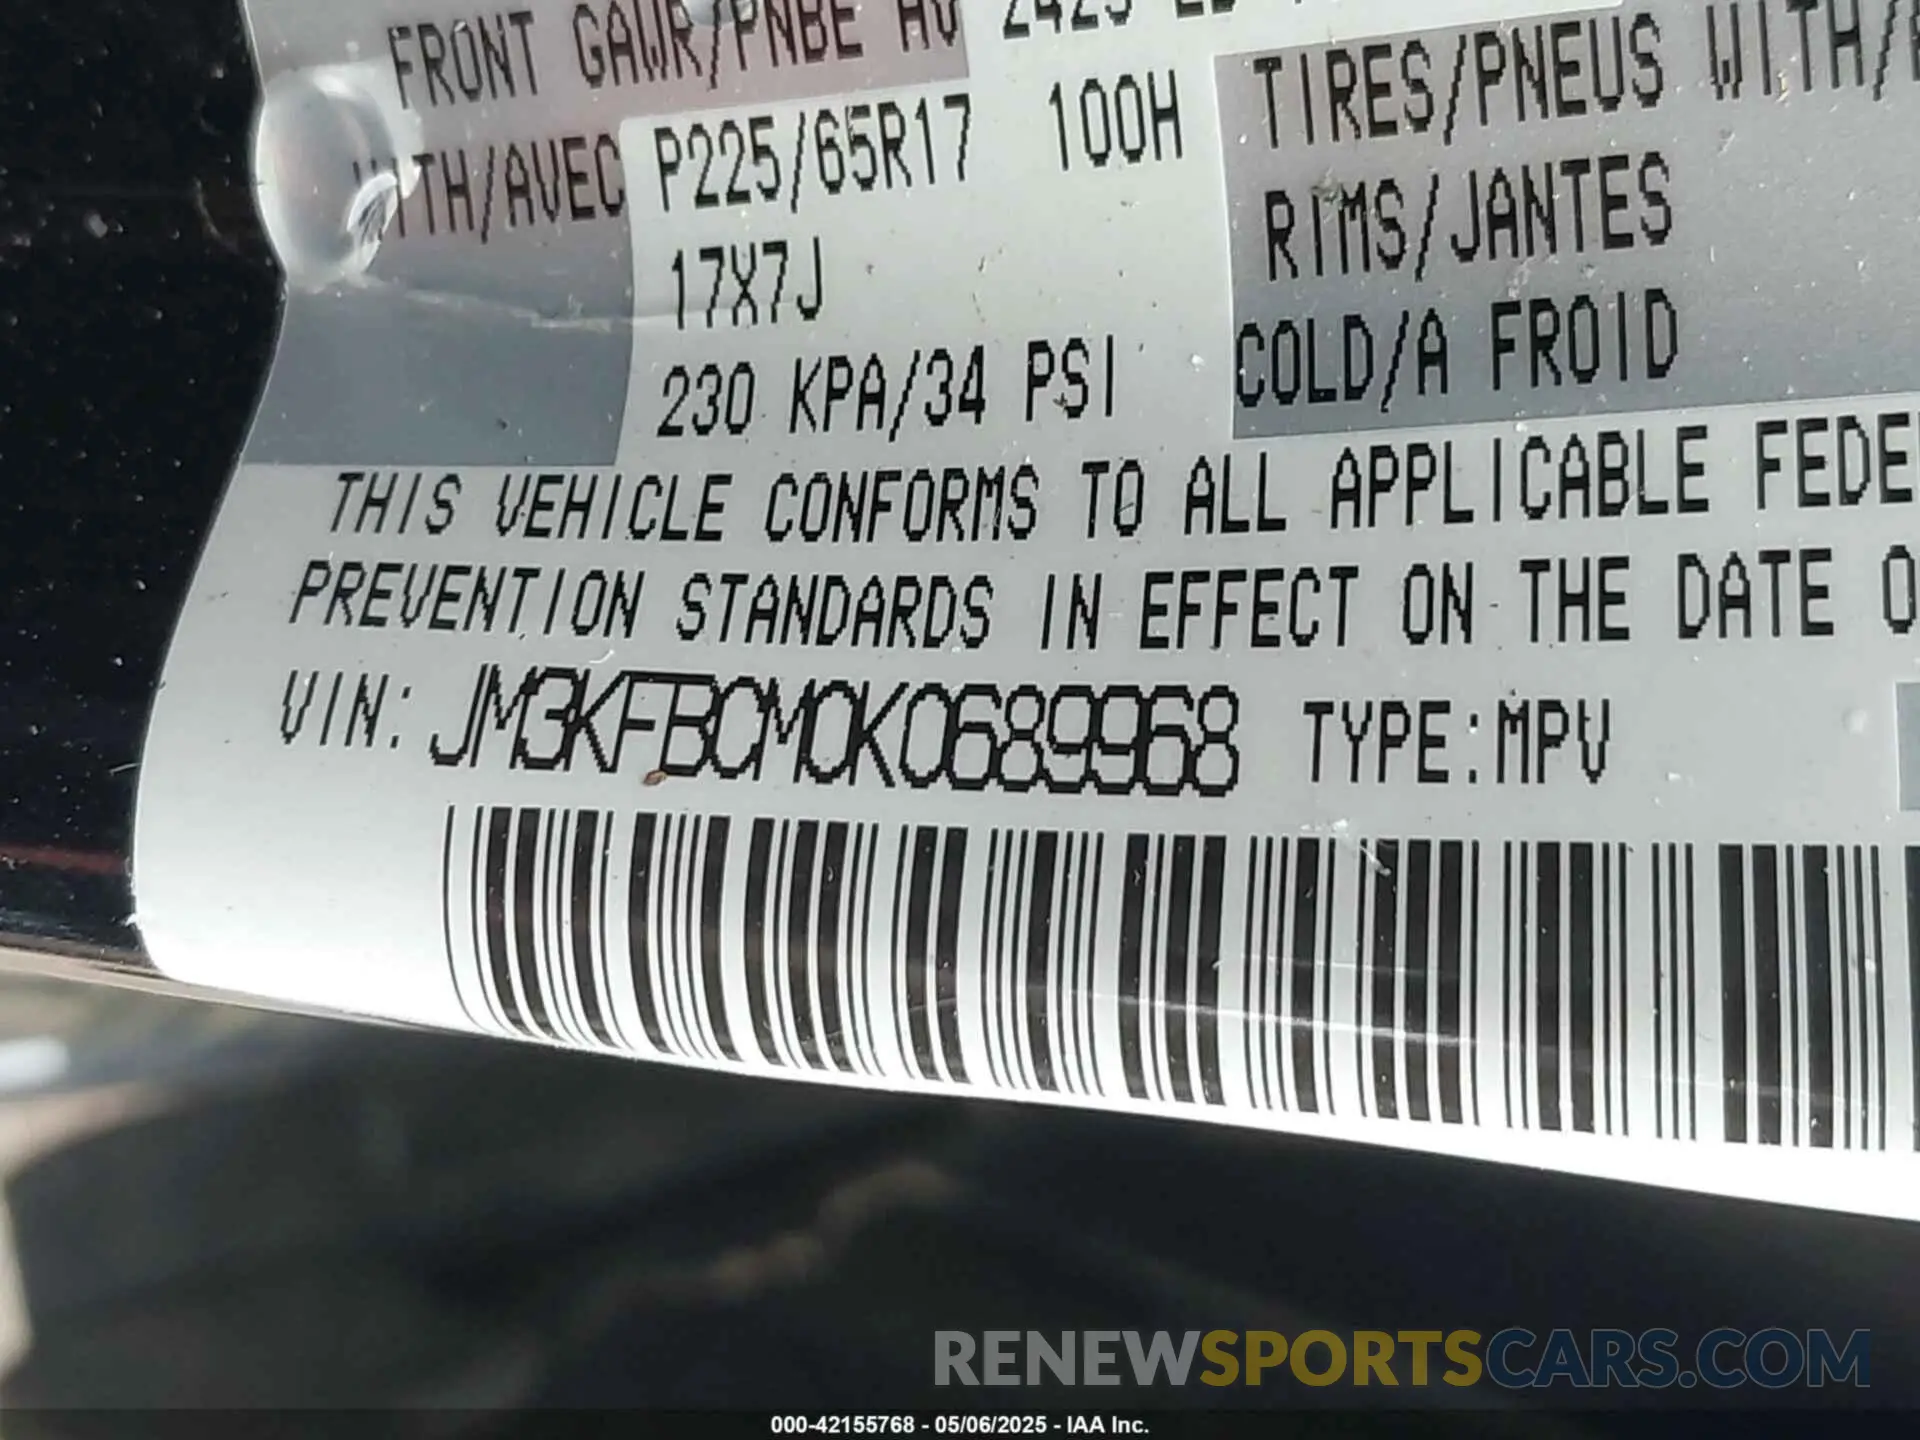 FRONT GAWR/PNBE AV
WITH/AVEC P225/65R17 100H TIRES/PNEUS WITH/
17X7J RIMS/JANTES
230 KPA/34 PSI COLD/A FROID
THIS VEHICLE CONFORMS TO ALL APPLICABLE FEDE
PREVENTION STANDARDS IN EFFECT ON THE DATE O
VIN: JM3KFBCM0K0689968 TYPE:MPV
RENEWSPORTSCARS.COM
000-42155768 - 05/06/2025 - IAA Inc.